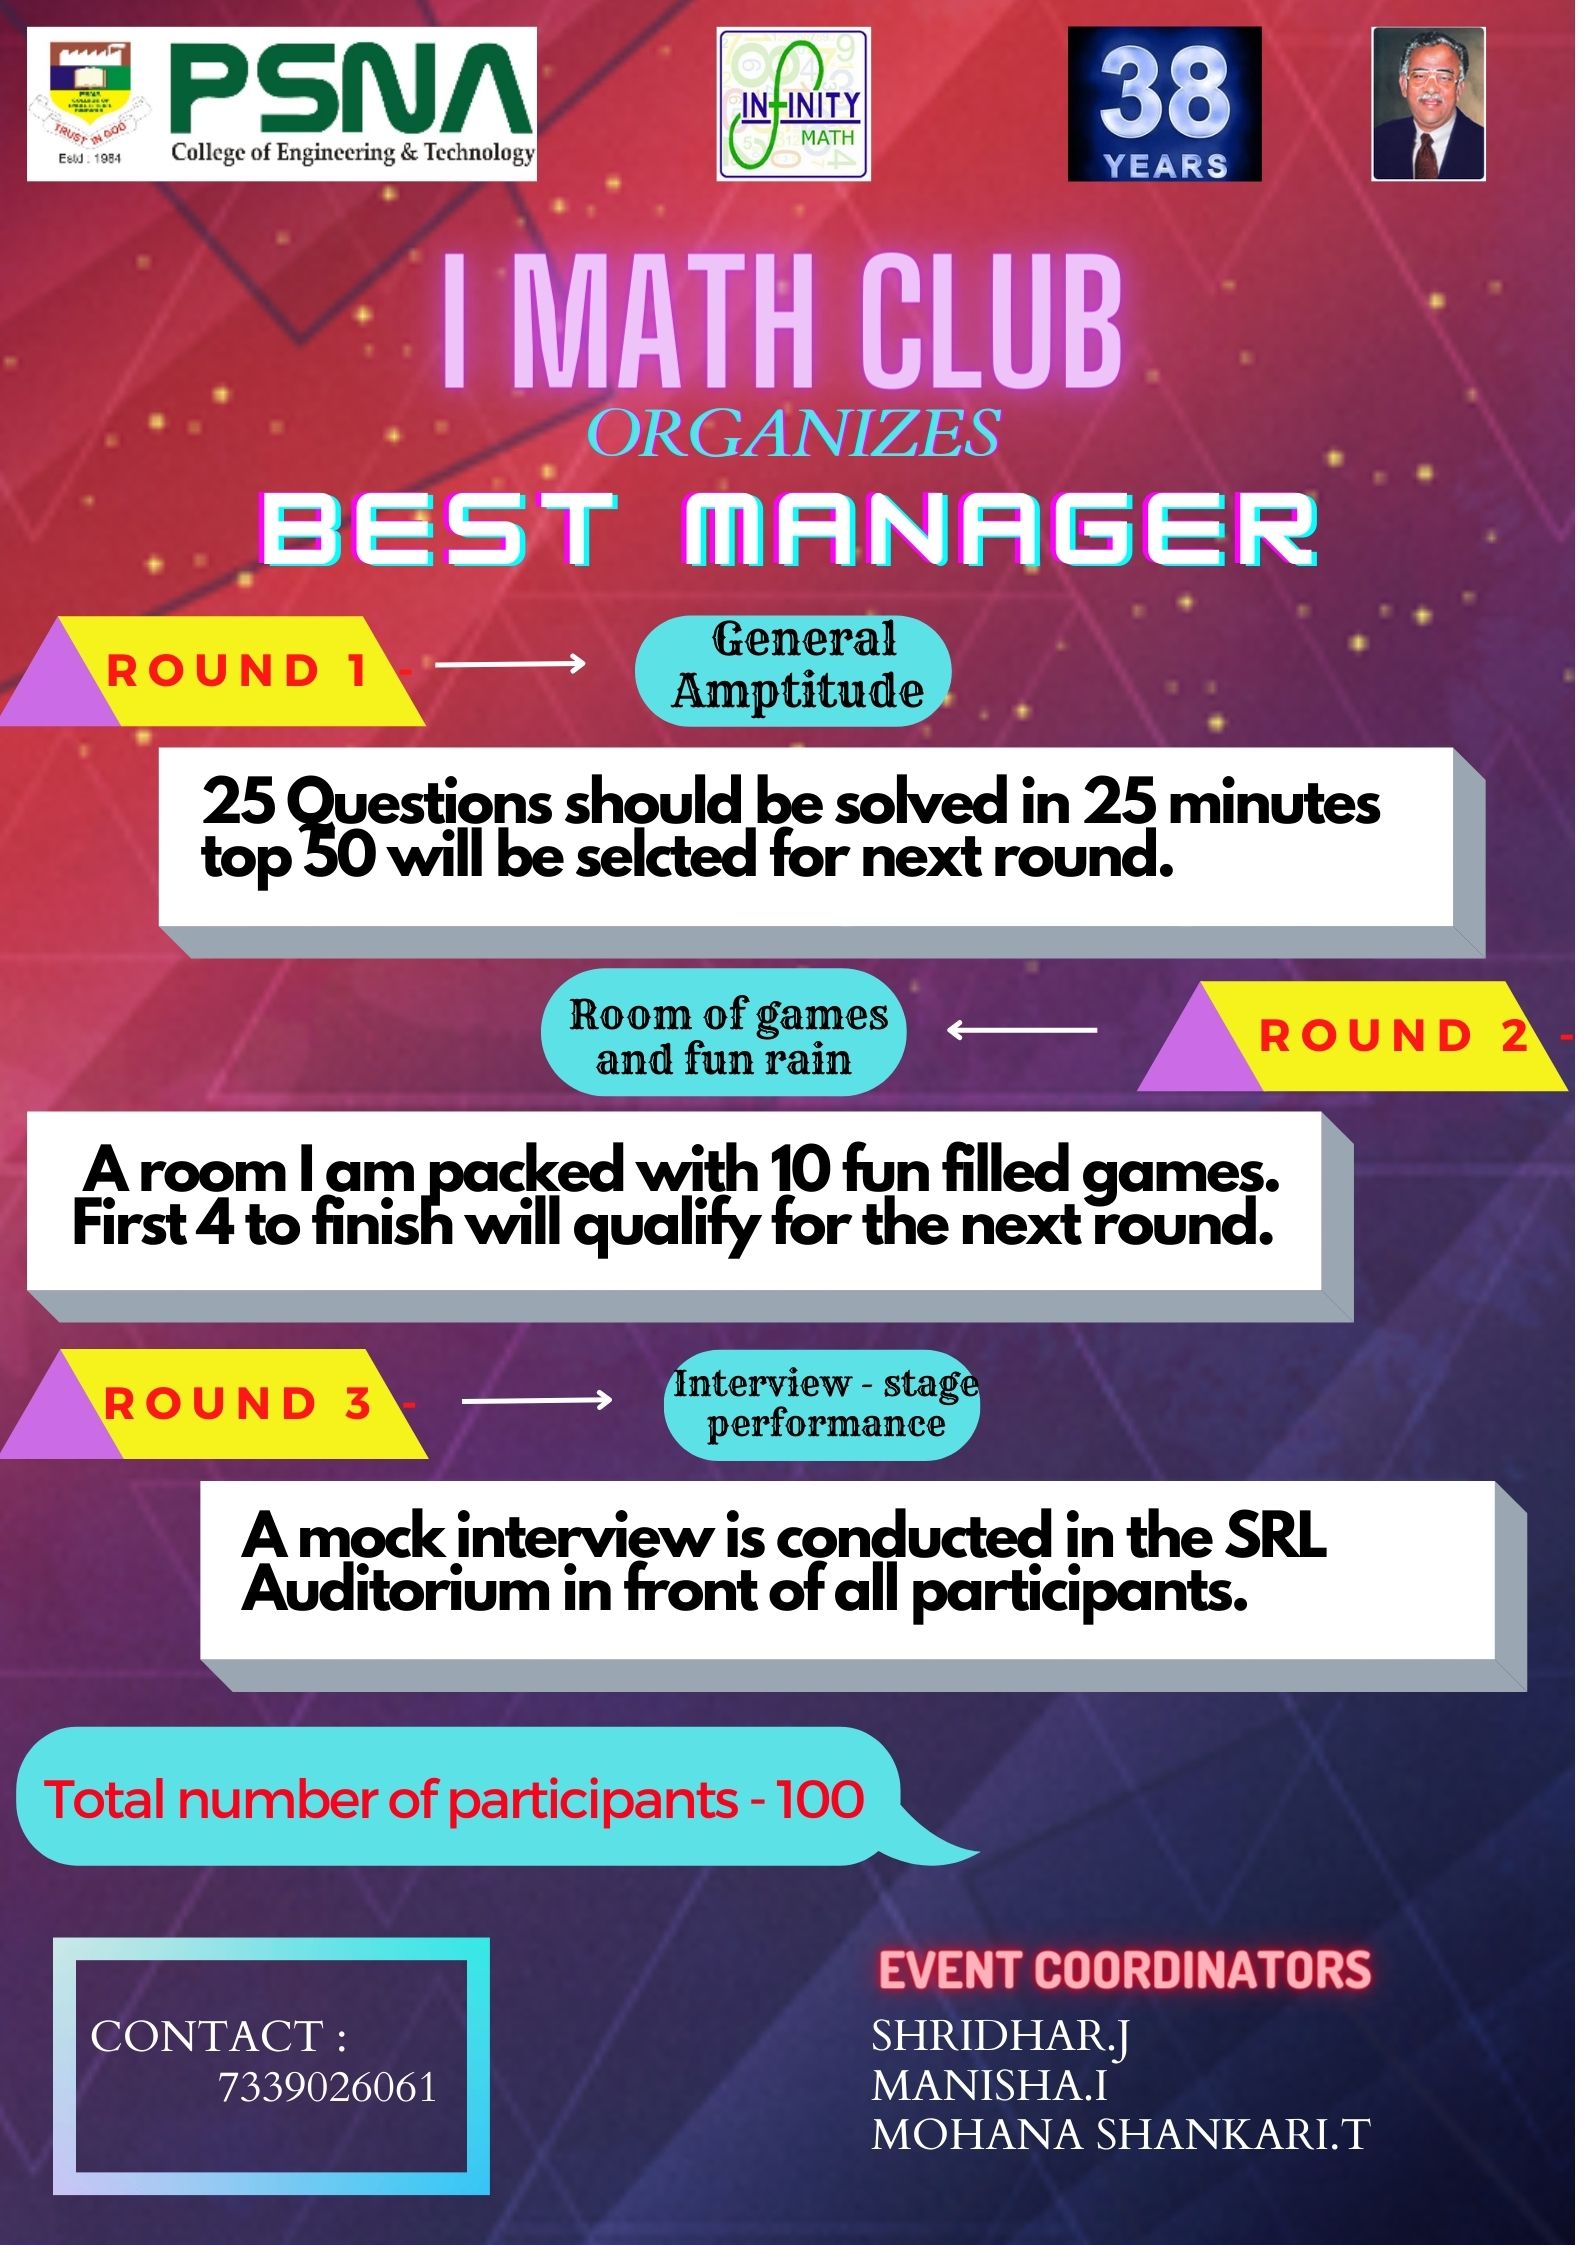 PSNA
College of Engineering & Technology
TRUST IN GOD
Estd : 1984
INFINITY
MATH
38
YEARS
I MATH CLUB
ORGANIZES
BEST MANAGER
ROUND 1 -
General
Amptitude
25 Questions should be solved in 25 minutes
top 50 will be selcted for next round.
Room of games
and fun rain
ROUND 2 -
A room I am packed with 10 fun filled games.
First 4 to finish will qualify for the next round.
ROUND 3 -
Interview - stage
performance
A mock interview is conducted in the SRL
Auditorium in front of all participants.
Total number of participants - 100
CONTACT :
7339026061
EVENT COORDINATORS
SHRIDHAR.J
MANISHA.I
MOHANA SHANKARI.T